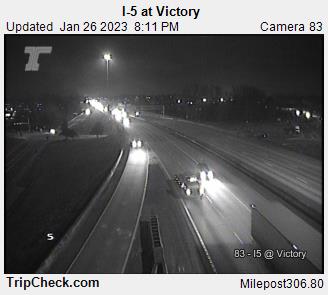 I-5 at Victory
Updated Jan 26 2023 8:11 PM Camera 83
T
S
83 - I5 @ Victory
TripCheck.com Milepost306.80